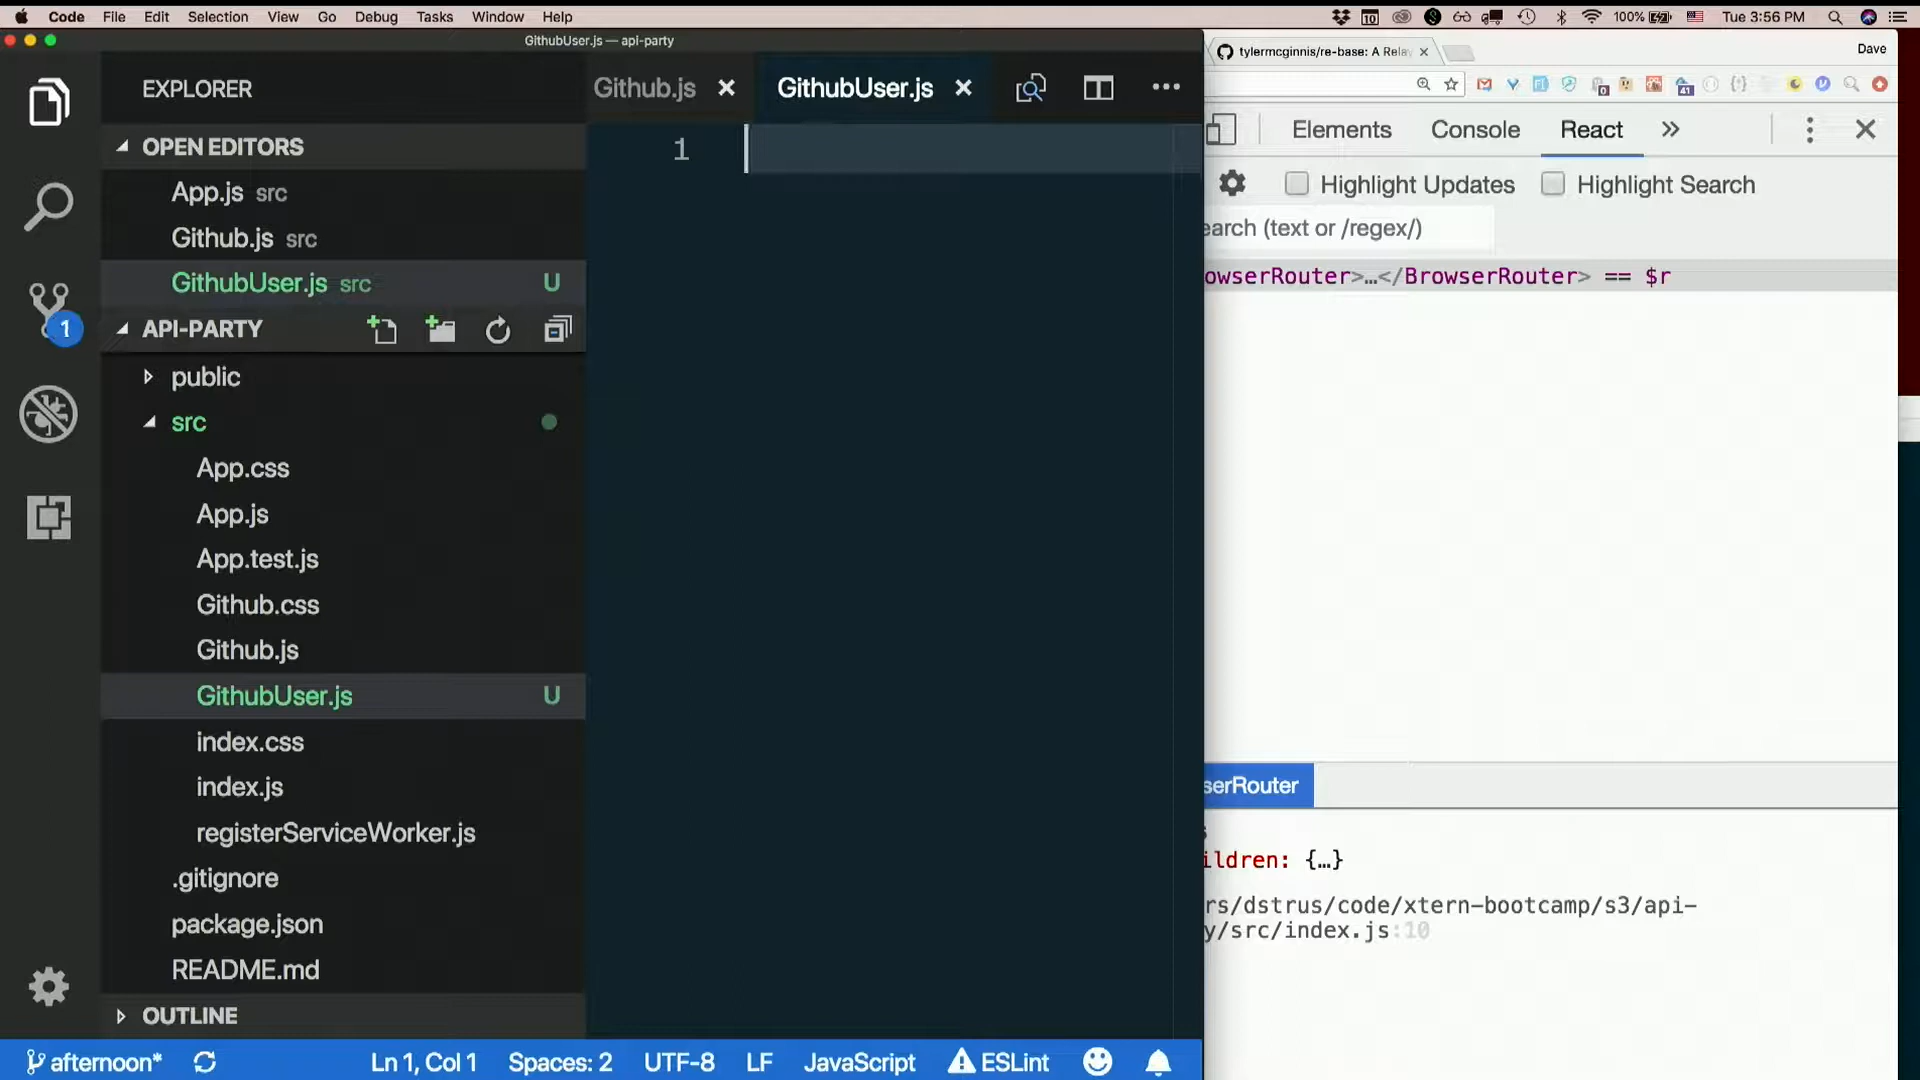 Code File Edit Selection View Go Debug Tasks Window Help
10 100% Tue 3:56 PM
GithubUser.js — api-party
tylermcginnis/re-base: A Relay
Dave
EXPLORER
Github.js
GithubUser.js
0 41
OPEN EDITORS
App.js src
Github.js src
GithubUser.js src U
API-PARTY
public
src
App.css
App.js
App.test.js
Github.css
Github.js
GithubUser.js U
index.css
index.js
registerServiceWorker.js
.gitignore
package.json
README.md
OUTLINE
1
1
Elements Console React
Highlight Updates Highlight Search
earch (text or /regex/)
owserRouter>…</BrowserRouter> == $r
serRouter
ildren: {…}
rs/dstrus/code/xtern-bootcamp/s3/api-
y/src/index.js:10
afternoon* Ln 1, Col 1 Spaces: 2 UTF-8 LF JavaScript ESLint